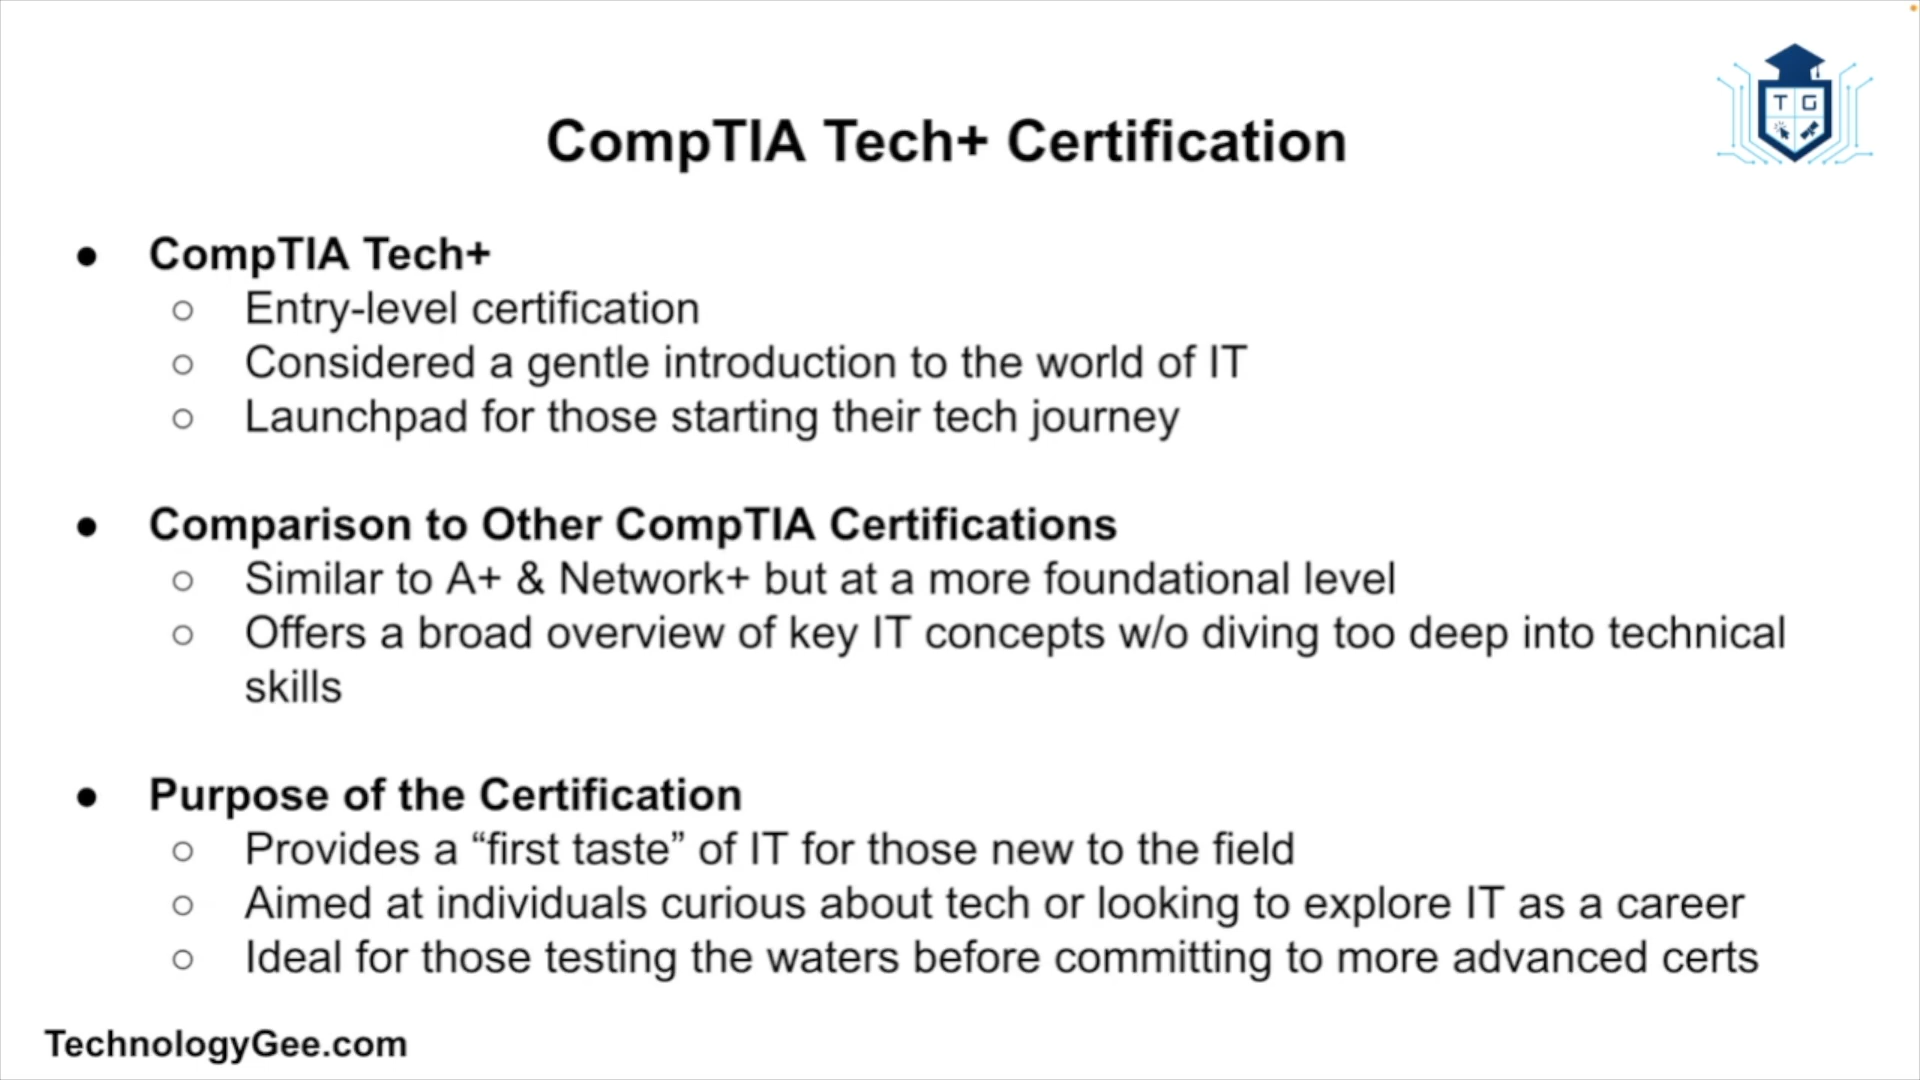 T G
CompTIA Tech+ Certification
● CompTIA Tech+
○ Entry-level certification
○ Considered a gentle introduction to the world of IT
○ Launchpad for those starting their tech journey
● Comparison to Other CompTIA Certifications
○ Similar to A+ & Network+ but at a more foundational level
○ Offers a broad overview of key IT concepts w/o diving too deep into technical
skills
● Purpose of the Certification
○ Provides a “first taste” of IT for those new to the field
○ Aimed at individuals curious about tech or looking to explore IT as a career
○ Ideal for those testing the waters before committing to more advanced certs
TechnologyGee.com